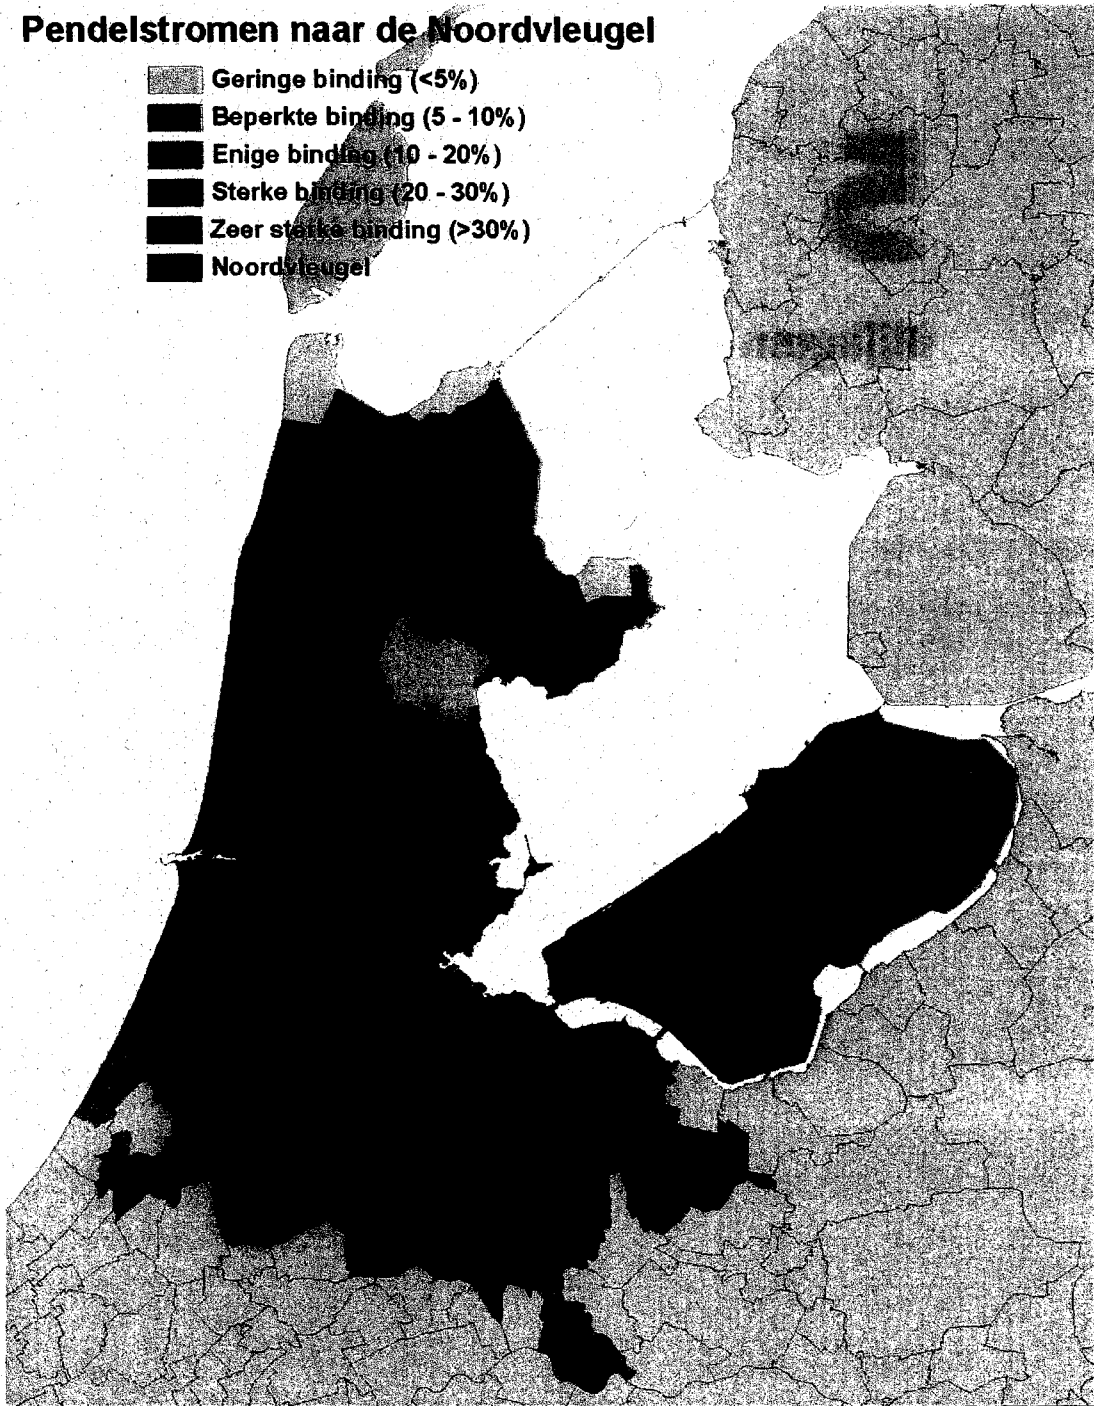 Pendelstromen naar de Noordvleugel
Geringe binding (<5%)
Beperkte binding (5 - 10%)
Enige binding (10 - 20%)
Sterke binding (20 - 30%)
Zeer sterke binding (>30%)
Noordvleugel